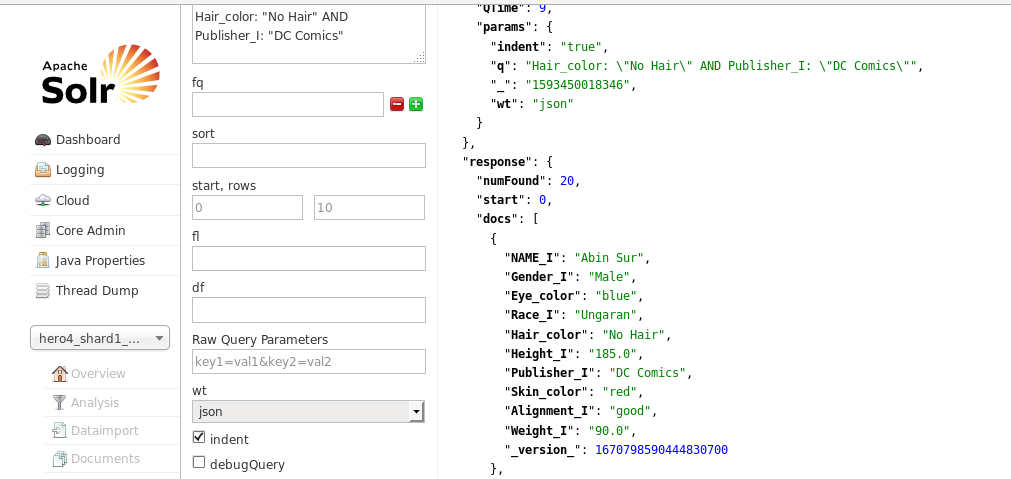 Apache
Solr
Dashboard
Logging
Cloud
Core Admin
Java Properties
Thread Dump
hero4_shard1_...
Overview
Analysis
Dataimport
Documents
Hair_color: "No Hair" AND
Publisher_I: "DC Comics"
fq
sort
start, rows
0 10
fl
df
Raw Query Parameters
key1=val1&key2=val2
wt
json
indent
debugQuery
"QTime": 9,
"params": {
"indent": "true",
"q": "Hair_color: \"No Hair\" AND Publisher_I: \"DC Comics\"",
"_": "1593450018346",
"wt": "json"
}
},
"response": {
"numFound": 20,
"start": 0,
"docs": [
{
"NAME_I": "Abin Sur",
"Gender_I": "Male",
"Eye_color": "blue",
"Race_I": "Ungaran",
"Hair_color": "No Hair",
"Height_I": "185.0",
"Publisher_I": "DC Comics",
"Skin_color": "red",
"Alignment_I": "good",
"Weight_I": "90.0",
"_version_": 1670798590444830700
},